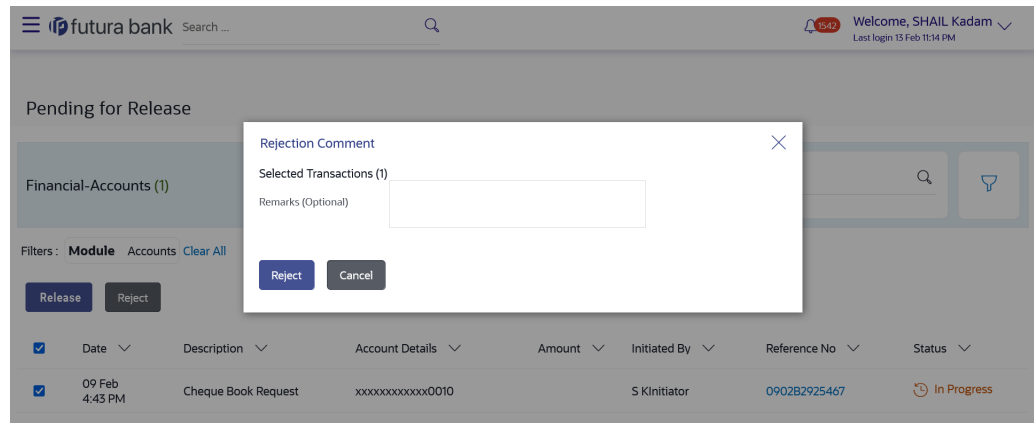 futura bank Search ... 1542 Welcome, SHAIL Kadam
Last login 13 Feb 11:14 PM
Pending for Release
Rejection Comment
Selected Transactions (1)
Financial-Accounts (1)
Remarks (Optional)
Filters : Module Accounts Clear All
Reject Cancel
Release Reject
Date Description Account Details Amount Initiated By Reference No Status
09 Feb
4:43 PM
Cheque Book Request xxxxxxxxxxxx0010 S KInitiator 0902B2925467 In Progress